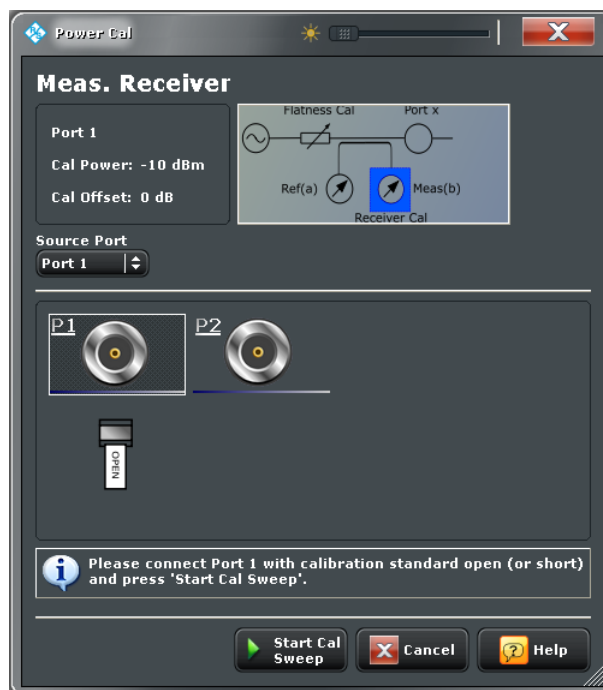 Power Cal
Meas. Receiver
Port 1
Cal Power: -10 dBm
Cal Offset: 0 dB
Flatness Cal
Port x
Ref(a)
Meas(b)
Receiver Cal
Source Port
Port 1
P1
P2
OPEN
Please connect Port 1 with calibration standard open (or short)
and press 'Start Cal Sweep'.
Start Cal
Sweep
Cancel
Help